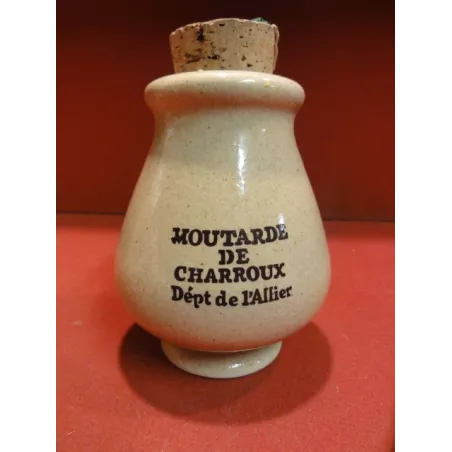 MOUTARDE
DE
CHARROUX
Dépt de l'Allier